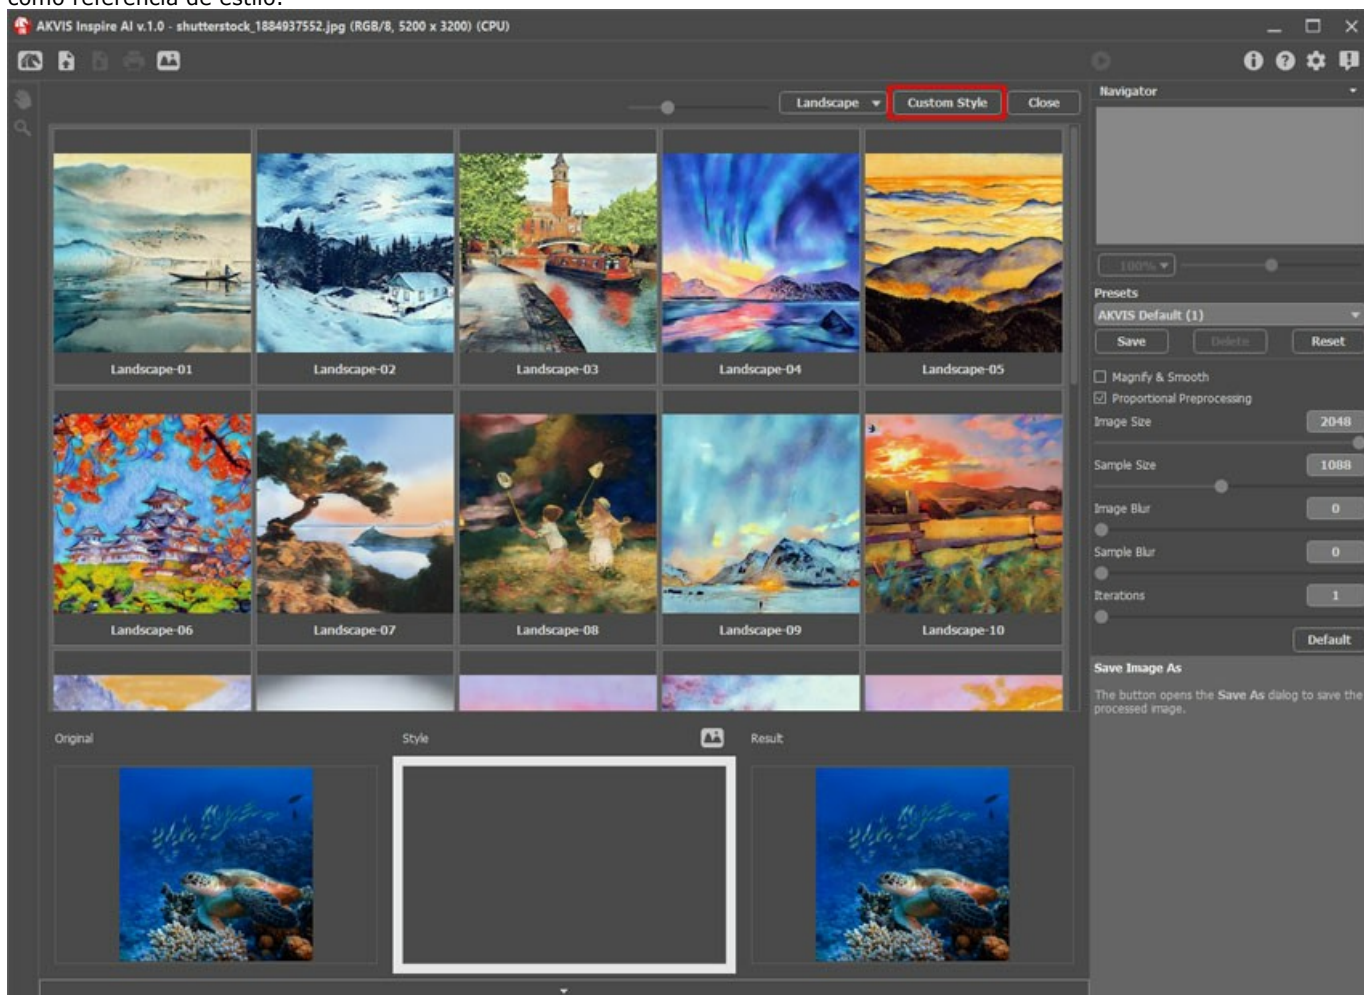 como referencia de estilo.
AKVIS Inspire AI v.1.0 - shutterstock_1884937552.jpg (RGB/8, 5200 x 3200) (CPU)
Landscape
Custom Style
Close
Navigator
Landscape-01
Landscape-02
Landscape-03
Landscape-04
Landscape-05
Landscape-06
Landscape-07
Landscape-08
Landscape-09
Landscape-10
100%
Presets
AKVIS Default (1)
Save
Delete
Reset
Magnify & Smooth
Proportional Preprocessing
Image Size
2048
Sample Size
1088
Image Blur
0
Sample Blur
0
Iterations
1
Default
Save Image As
The button opens the Save As dialog to save the
processed image.
Original
Style
Result